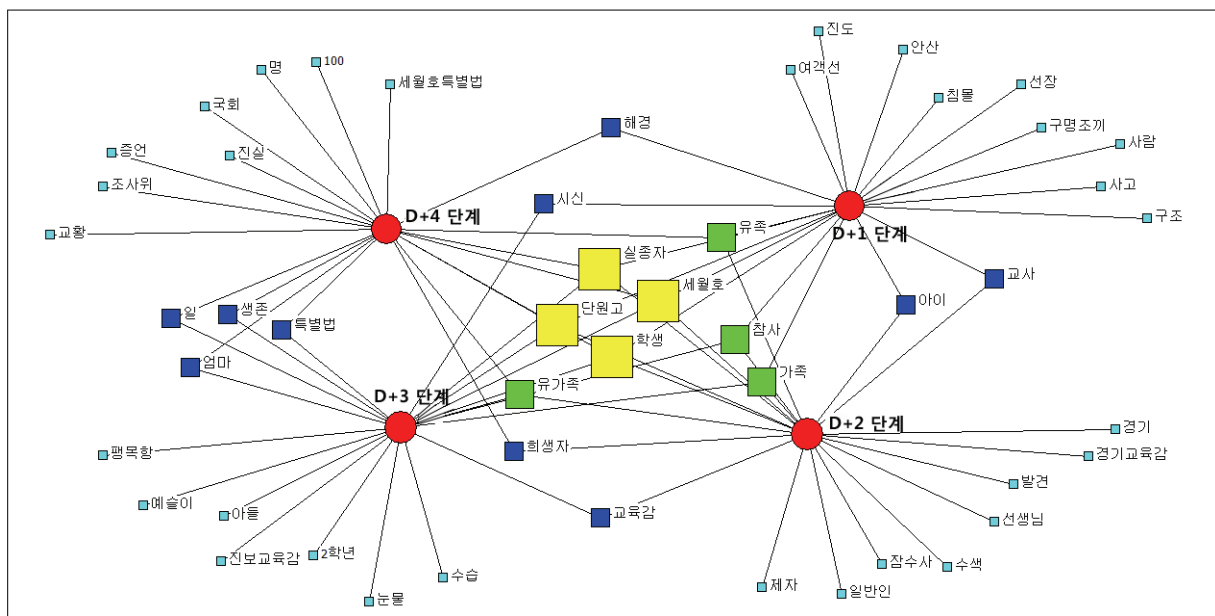 진도
안산
100
명
여객선
세월호특별법
선장
침몰
국회
해경
구명조끼
사람
증언
진실
조사위
사고
시신
D+4 단계
구조
유족
D+1 단계
교황
실종자
교사
세월호
아이
단원고
일
생존
특별법
참사
학생
엄마
가족
유가족
D+3 단계
D+2 단계
경기
희생자
팽목항
경기교육감
발견
예슬이
아들
교육감
선생님
진보교육감
2학년
잠수사
수색
수습
제자
일반인
눈물